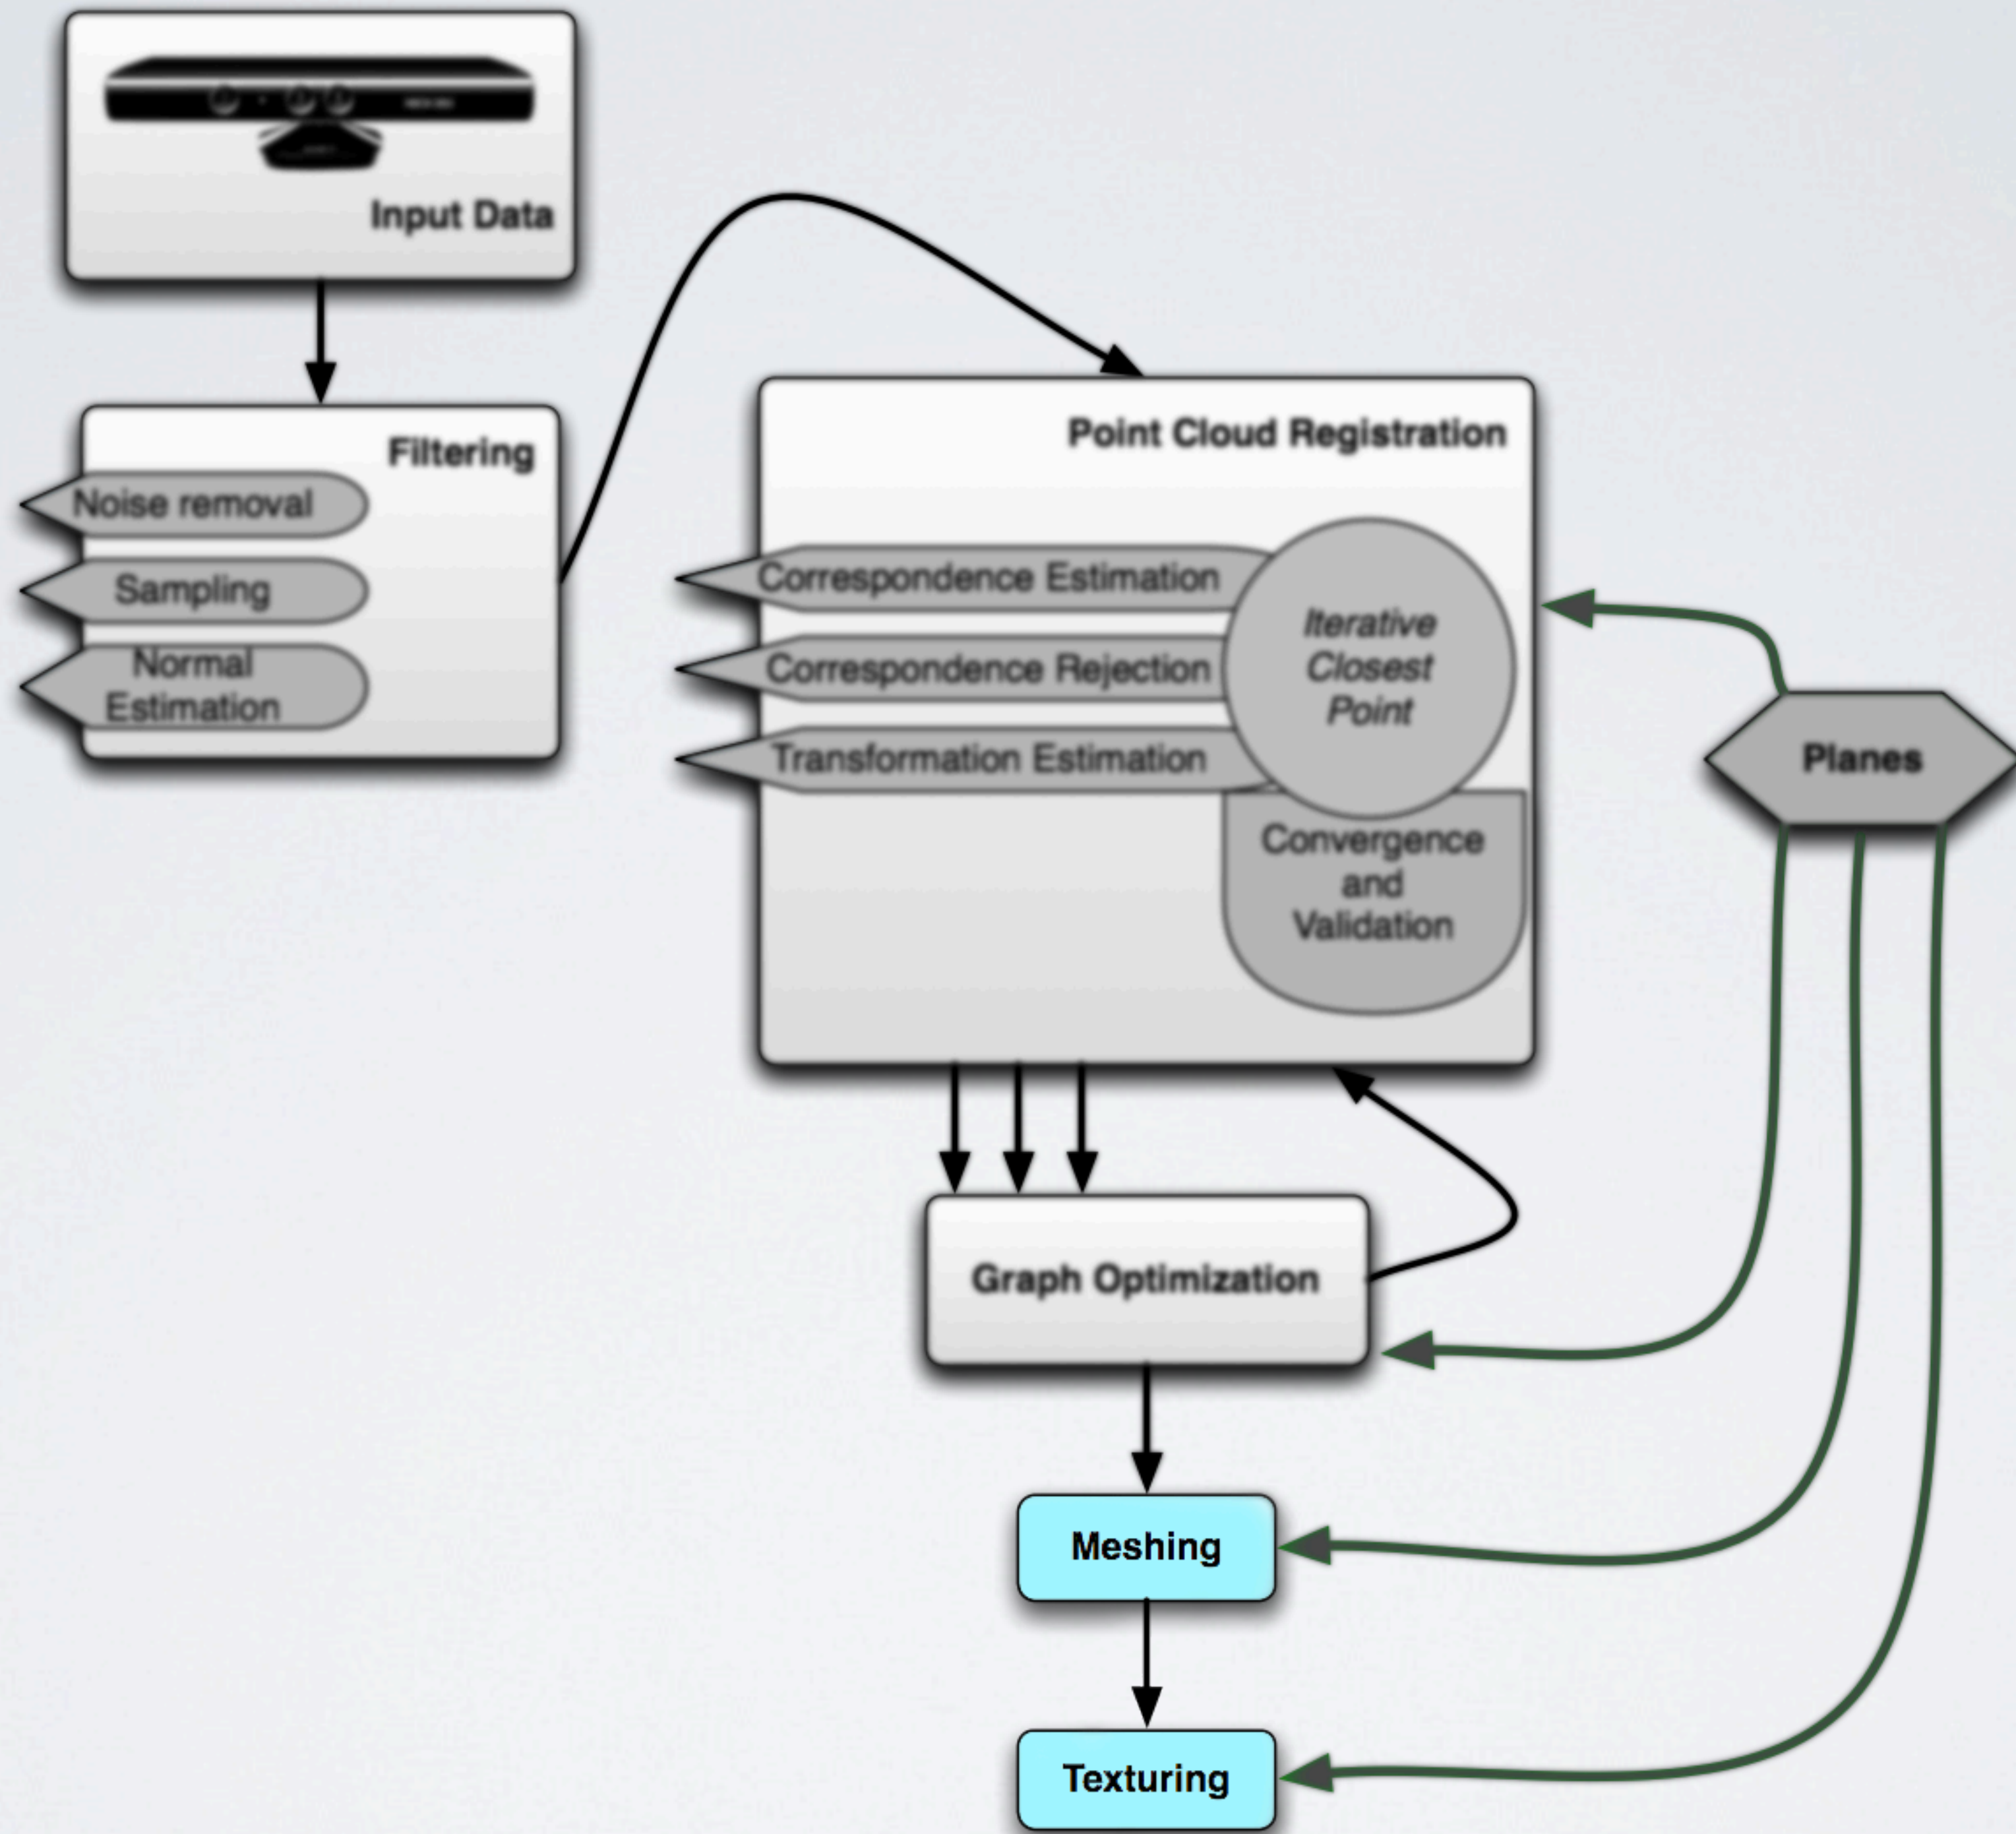 Input Data
Filtering
Noise removal
Sampling
Normal
Estimation
Point Cloud Registration
Correspondence Estimation
Correspondence Rejection
Transformation Estimation
Iterative
Closest
Point
Convergence
and
Validation
Planes
Graph Optimization
Meshing
Texturing